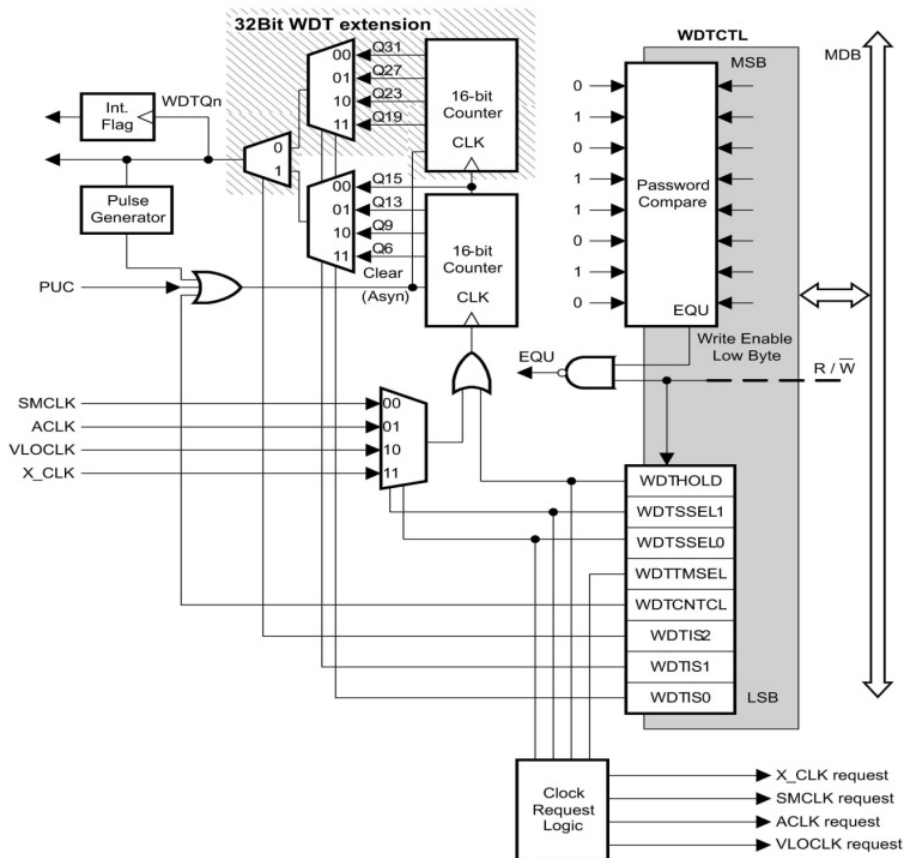 32Bit WDT extension
WDTCTL
Q31
Q27
Q23
Q19
00
01
10
11
16-bit
Counter
CLK
MSB
MDB
WDTQn
Int.
Flag
0
1
0
1
1
0
1
0
Password
Compare
EQU
0
1
Q15
Q13
Q9
Q6
00
01
10
11
16-bit
Counter
CLK
Pulse
Generator
Clear
(Asyn)
PUC
Write Enable
Low Byte
EQU
R / W̅
SMCLK
ACLK
VLOCLK
X_CLK
00
01
10
11
WDTHOLD
WDTSSEL1
WDTSSEL0
WDTTMSEL
WDTCNTCL
WDTIS2
WDTIS1
WDTIS0
LSB
Clock
Request
Logic
X_CLK request
SMCLK request
ACLK request
VLOCLK request